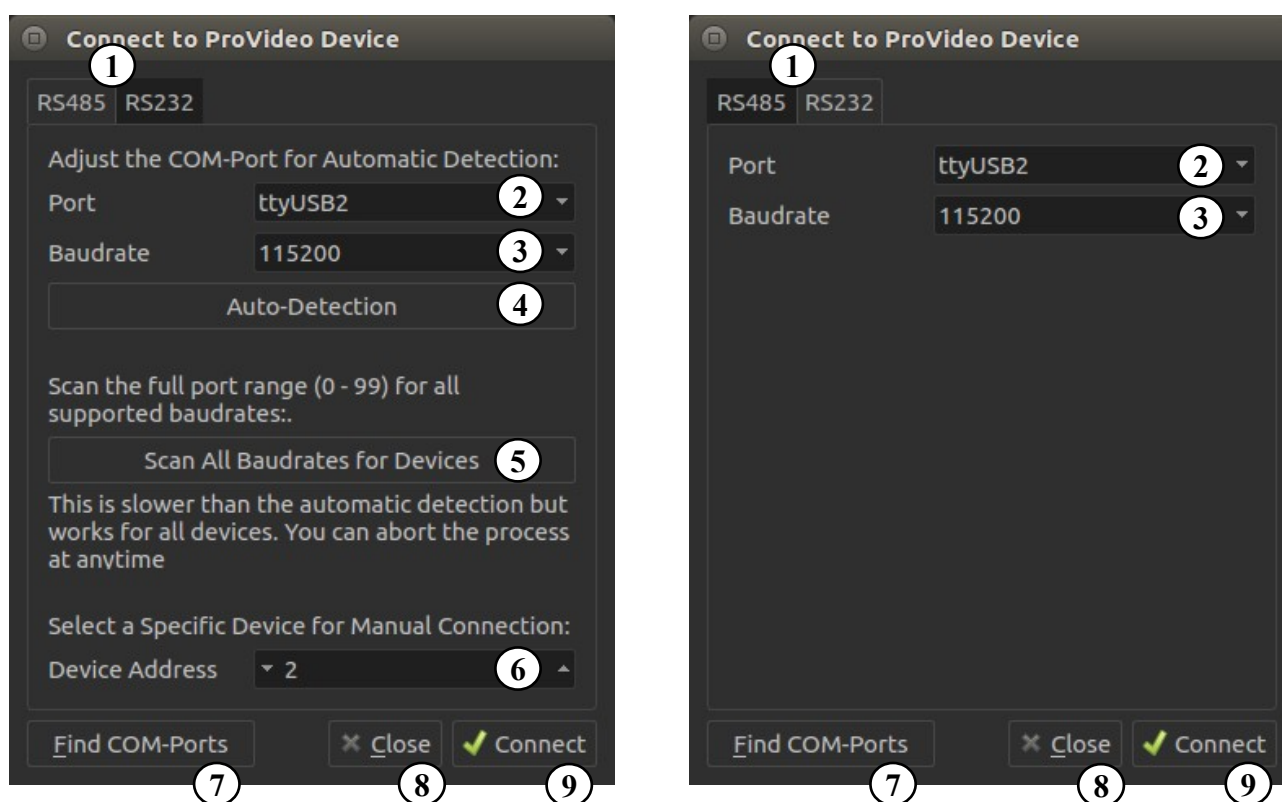 Connect to ProVideo Device
1
RS485 RS232
Adjust the COM-Port for Automatic Detection:
Port ttyUSB2 2
Baudrate 115200 3
Auto-Detection 4
Scan the full port range (0 - 99) for all
supported baudrates:.
Scan All Baudrates for Devices 5
This is slower than the automatic detection but
works for all devices. You can abort the process
at anytime
Select a Specific Device for Manual Connection:
Device Address 2 6
Find COM-Ports Close Connect
7 8 9
Connect to ProVideo Device
1
RS485 RS232
Port ttyUSB2 2
Baudrate 115200 3
Find COM-Ports Close Connect
7 8 9